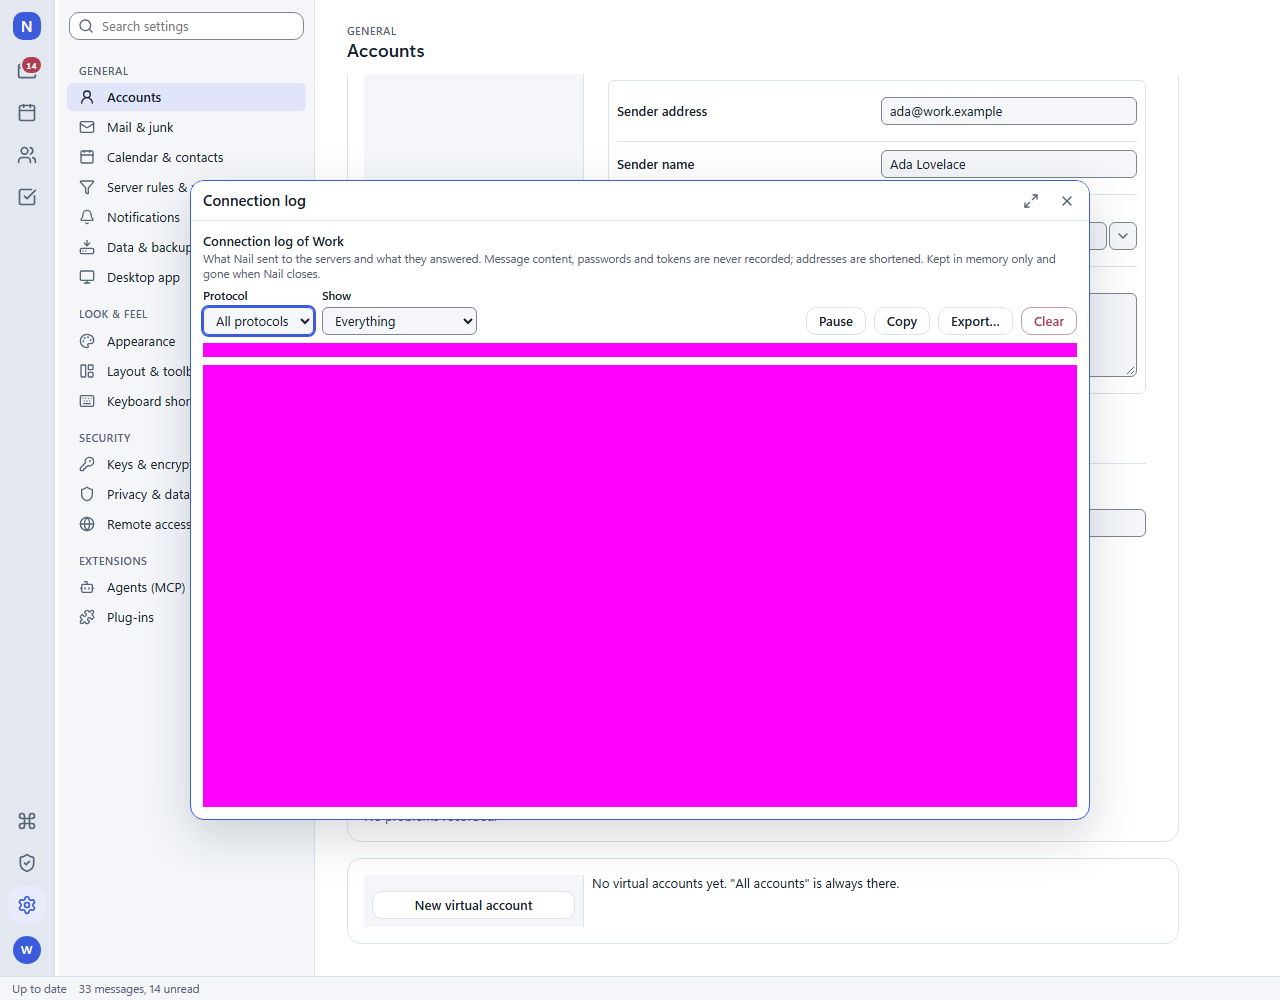 N
Search settings
14
GENERAL
Accounts
Mail & junk
Calendar & contacts
Server rules &
Notifications
Data & backup
Desktop app
LOOK & FEEL
Appearance
Layout & toolb
Keyboard shor
SECURITY
Keys & encryp
Privacy & data
Remote access
EXTENSIONS
Agents (MCP)
Plug-ins
W
GENERAL
Accounts
Sender address
ada@work.example
Sender name
Ada Lovelace
Connection log
Connection log of Work
What Nail sent to the servers and what they answered. Message content, passwords and tokens are never recorded; addresses are shortened. Kept in memory only and
gone when Nail closes.
Protocol
Show
All protocols
Everything
Pause
Copy
Export...
Clear
New virtual account
No virtual accounts yet. "All accounts" is always there.
Up to date
33 messages, 14 unread